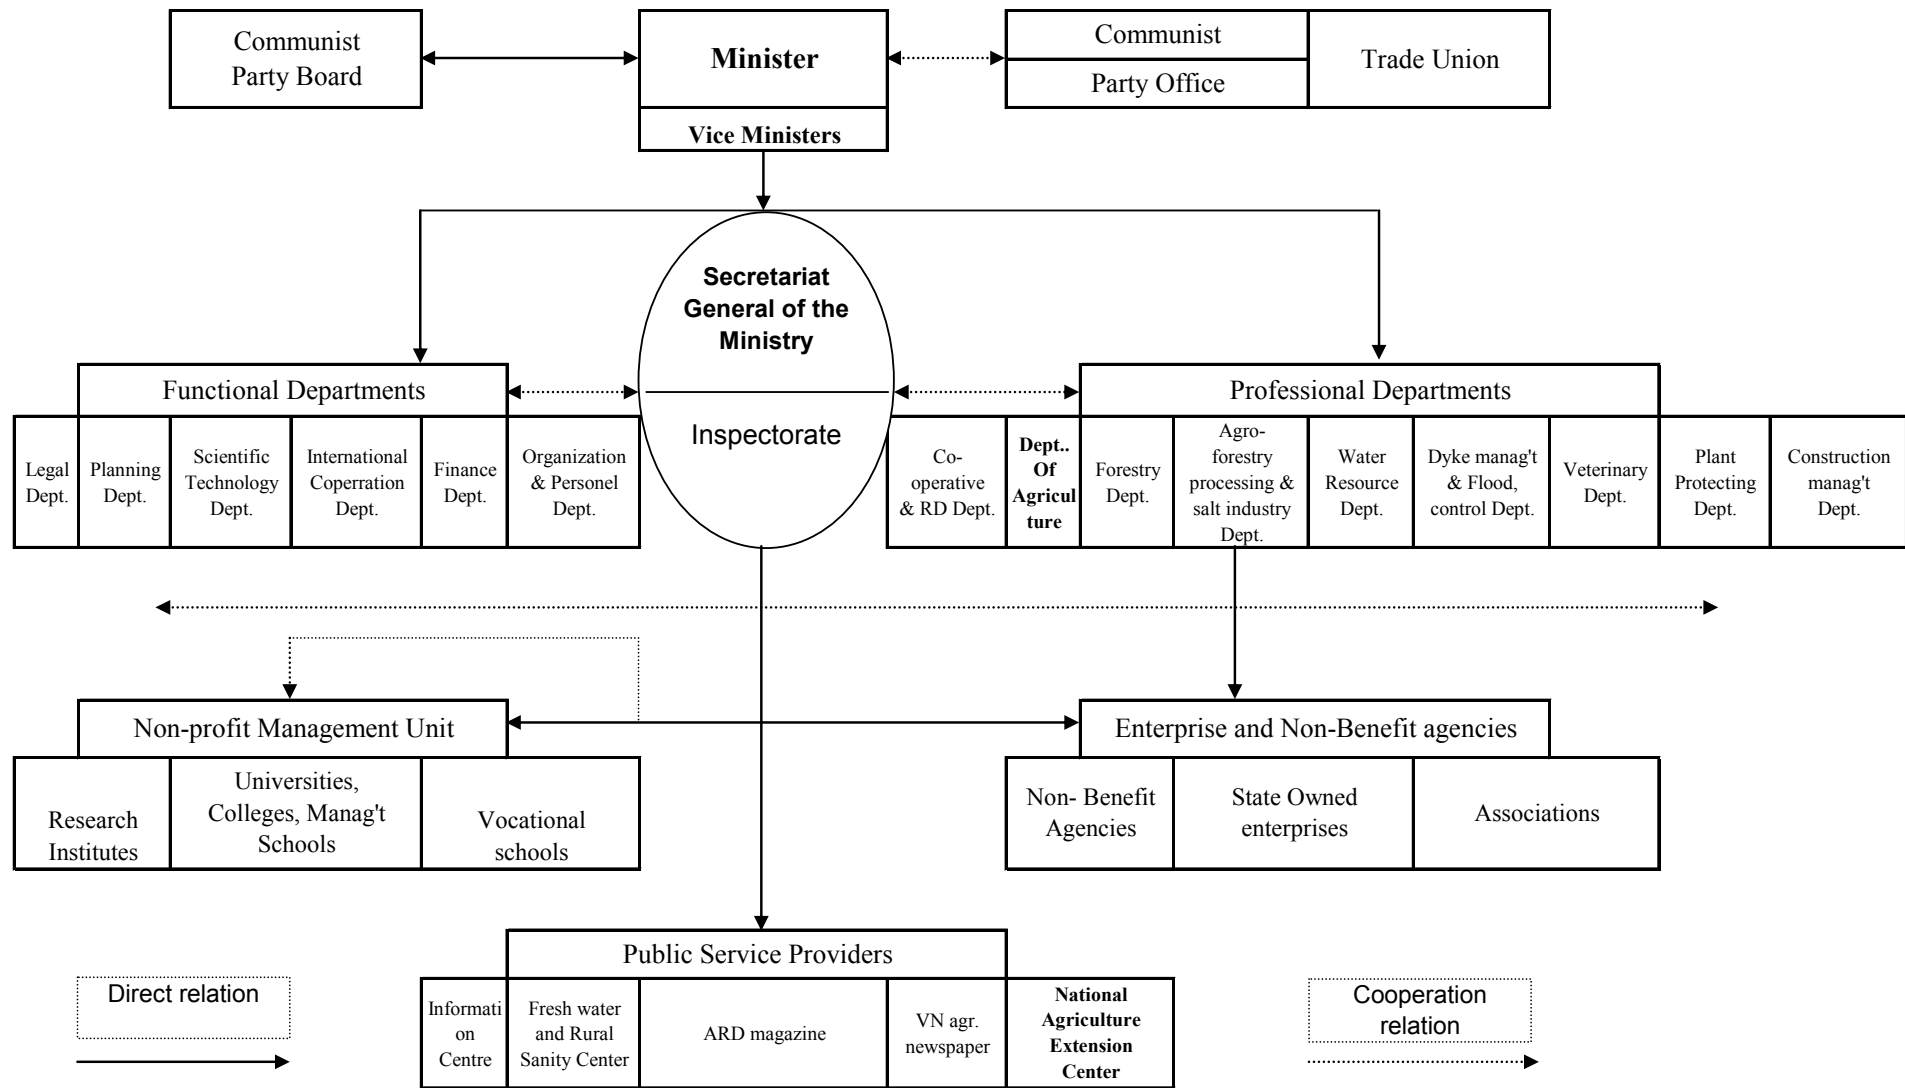 Communist
Party Board
Minister
Vice Ministers
Communist
Party Office
Trade Union
Secretariat
General of the
Ministry
Inspectorate
Functional Departments
Legal
Dept.
Planning
Dept.
Scientific
Technology
Dept.
International
Coperration
Dept.
Finance
Dept.
Organization
& Personel
Dept.
Professional Departments
Co-
operative
& RD Dept.
Dept..
Of
Agricul
ture
Forestry
Dept.
Agro-
forestry
processing &
salt industry
Dept.
Water
Resource
Dept.
Dyke manag't
& Flood,
control Dept.
Veterinary
Dept.
Plant
Protecting
Dept.
Construction
manag't
Dept.
Non-profit Management Unit
Research
Institutes
Universities,
Colleges, Manag't
Schools
Vocational
schools
Enterprise and Non-Benefit agencies
Non- Benefit
Agencies
State Owned
enterprises
Associations
Public Service Providers
Informati
on
Centre
Fresh water
and Rural
Sanity Center
ARD magazine
VN agr.
newspaper
National
Agriculture
Extension
Center
Direct relation
Cooperation
relation